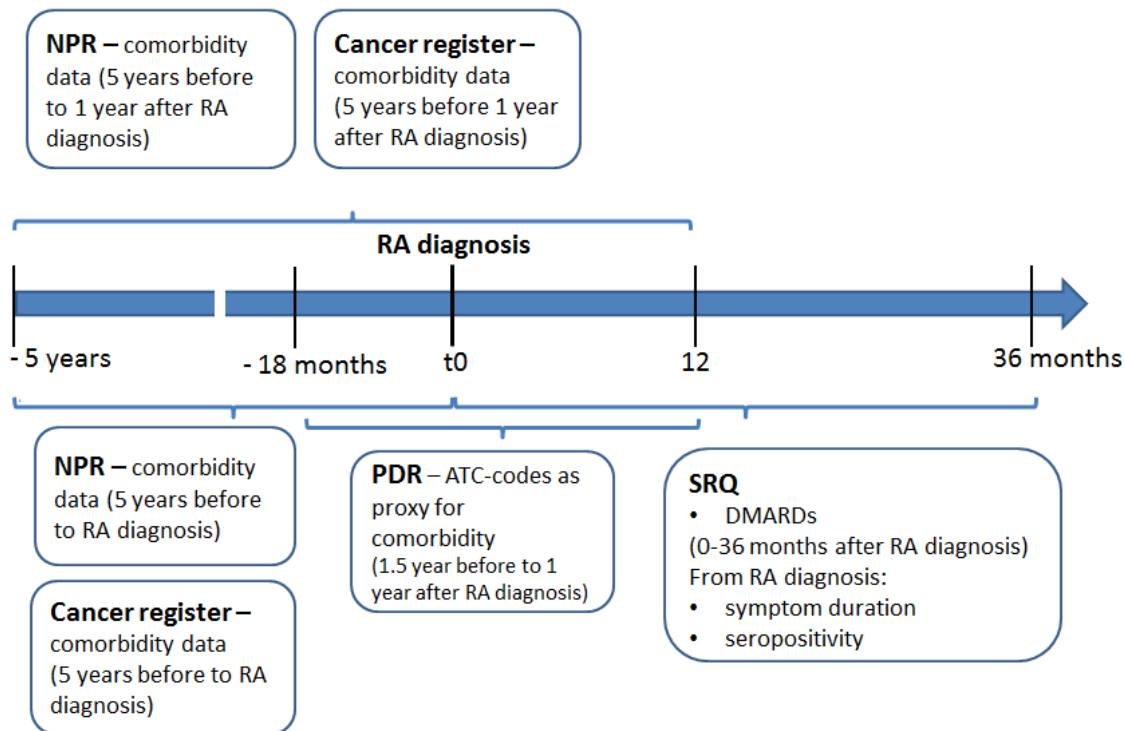 NPR – comorbidity
data (5 years before
to 1 year after RA
diagnosis)
Cancer register –
comorbidity data
(5 years before 1 year
after RA diagnosis)
RA diagnosis
- 5 years
- 18 months
t0
12
36 months
NPR – comorbidity
data (5 years before
to RA diagnosis)
Cancer register –
comorbidity data
(5 years before to RA
diagnosis)
PDR – ATC-codes as
proxy for
comorbidity
(1.5 year before to 1
year after RA diagnosis)
SRQ
• DMARDs
(0-36 months after RA diagnosis)
From RA diagnosis:
• symptom duration
• seropositivity